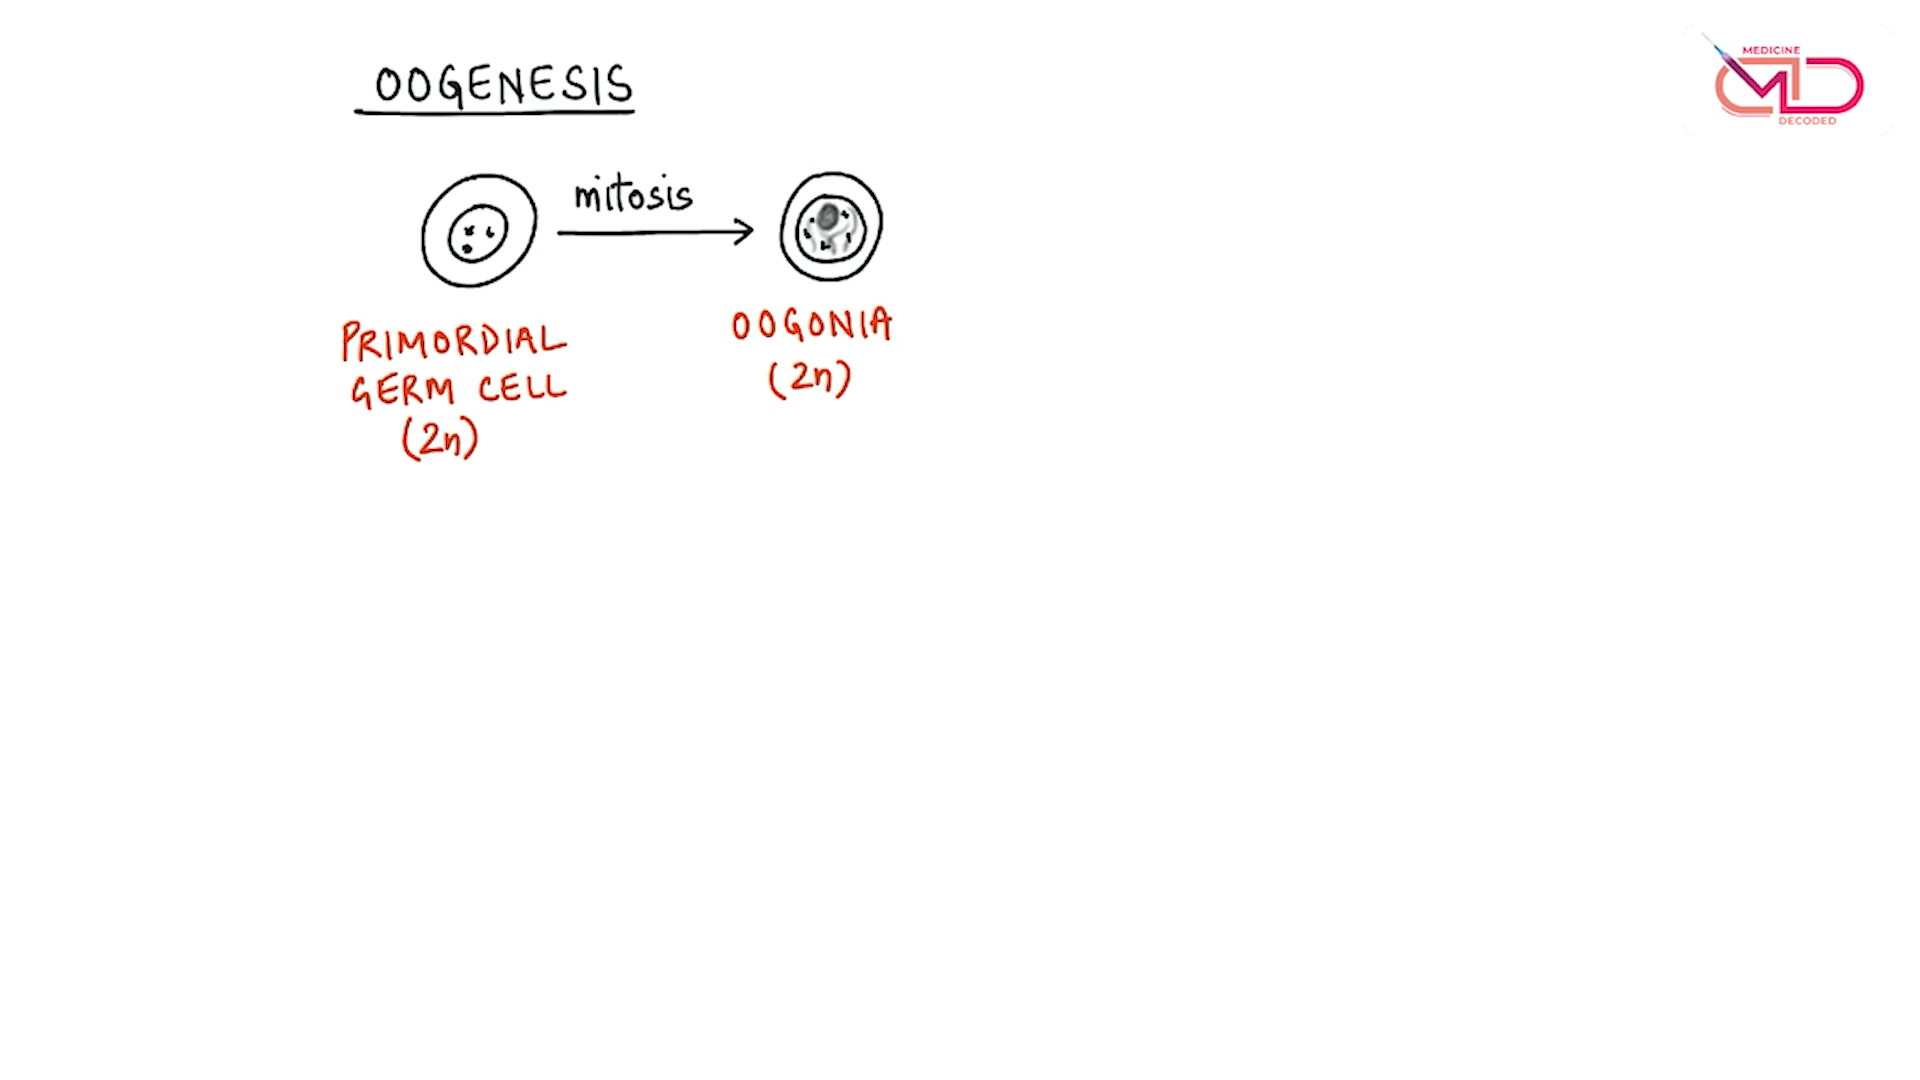 OOGENESIS
MEDICINE
DECODED
mitosis
PRIMORDIAL
GERM CELL
(2n)
OOGONIA
(2n)